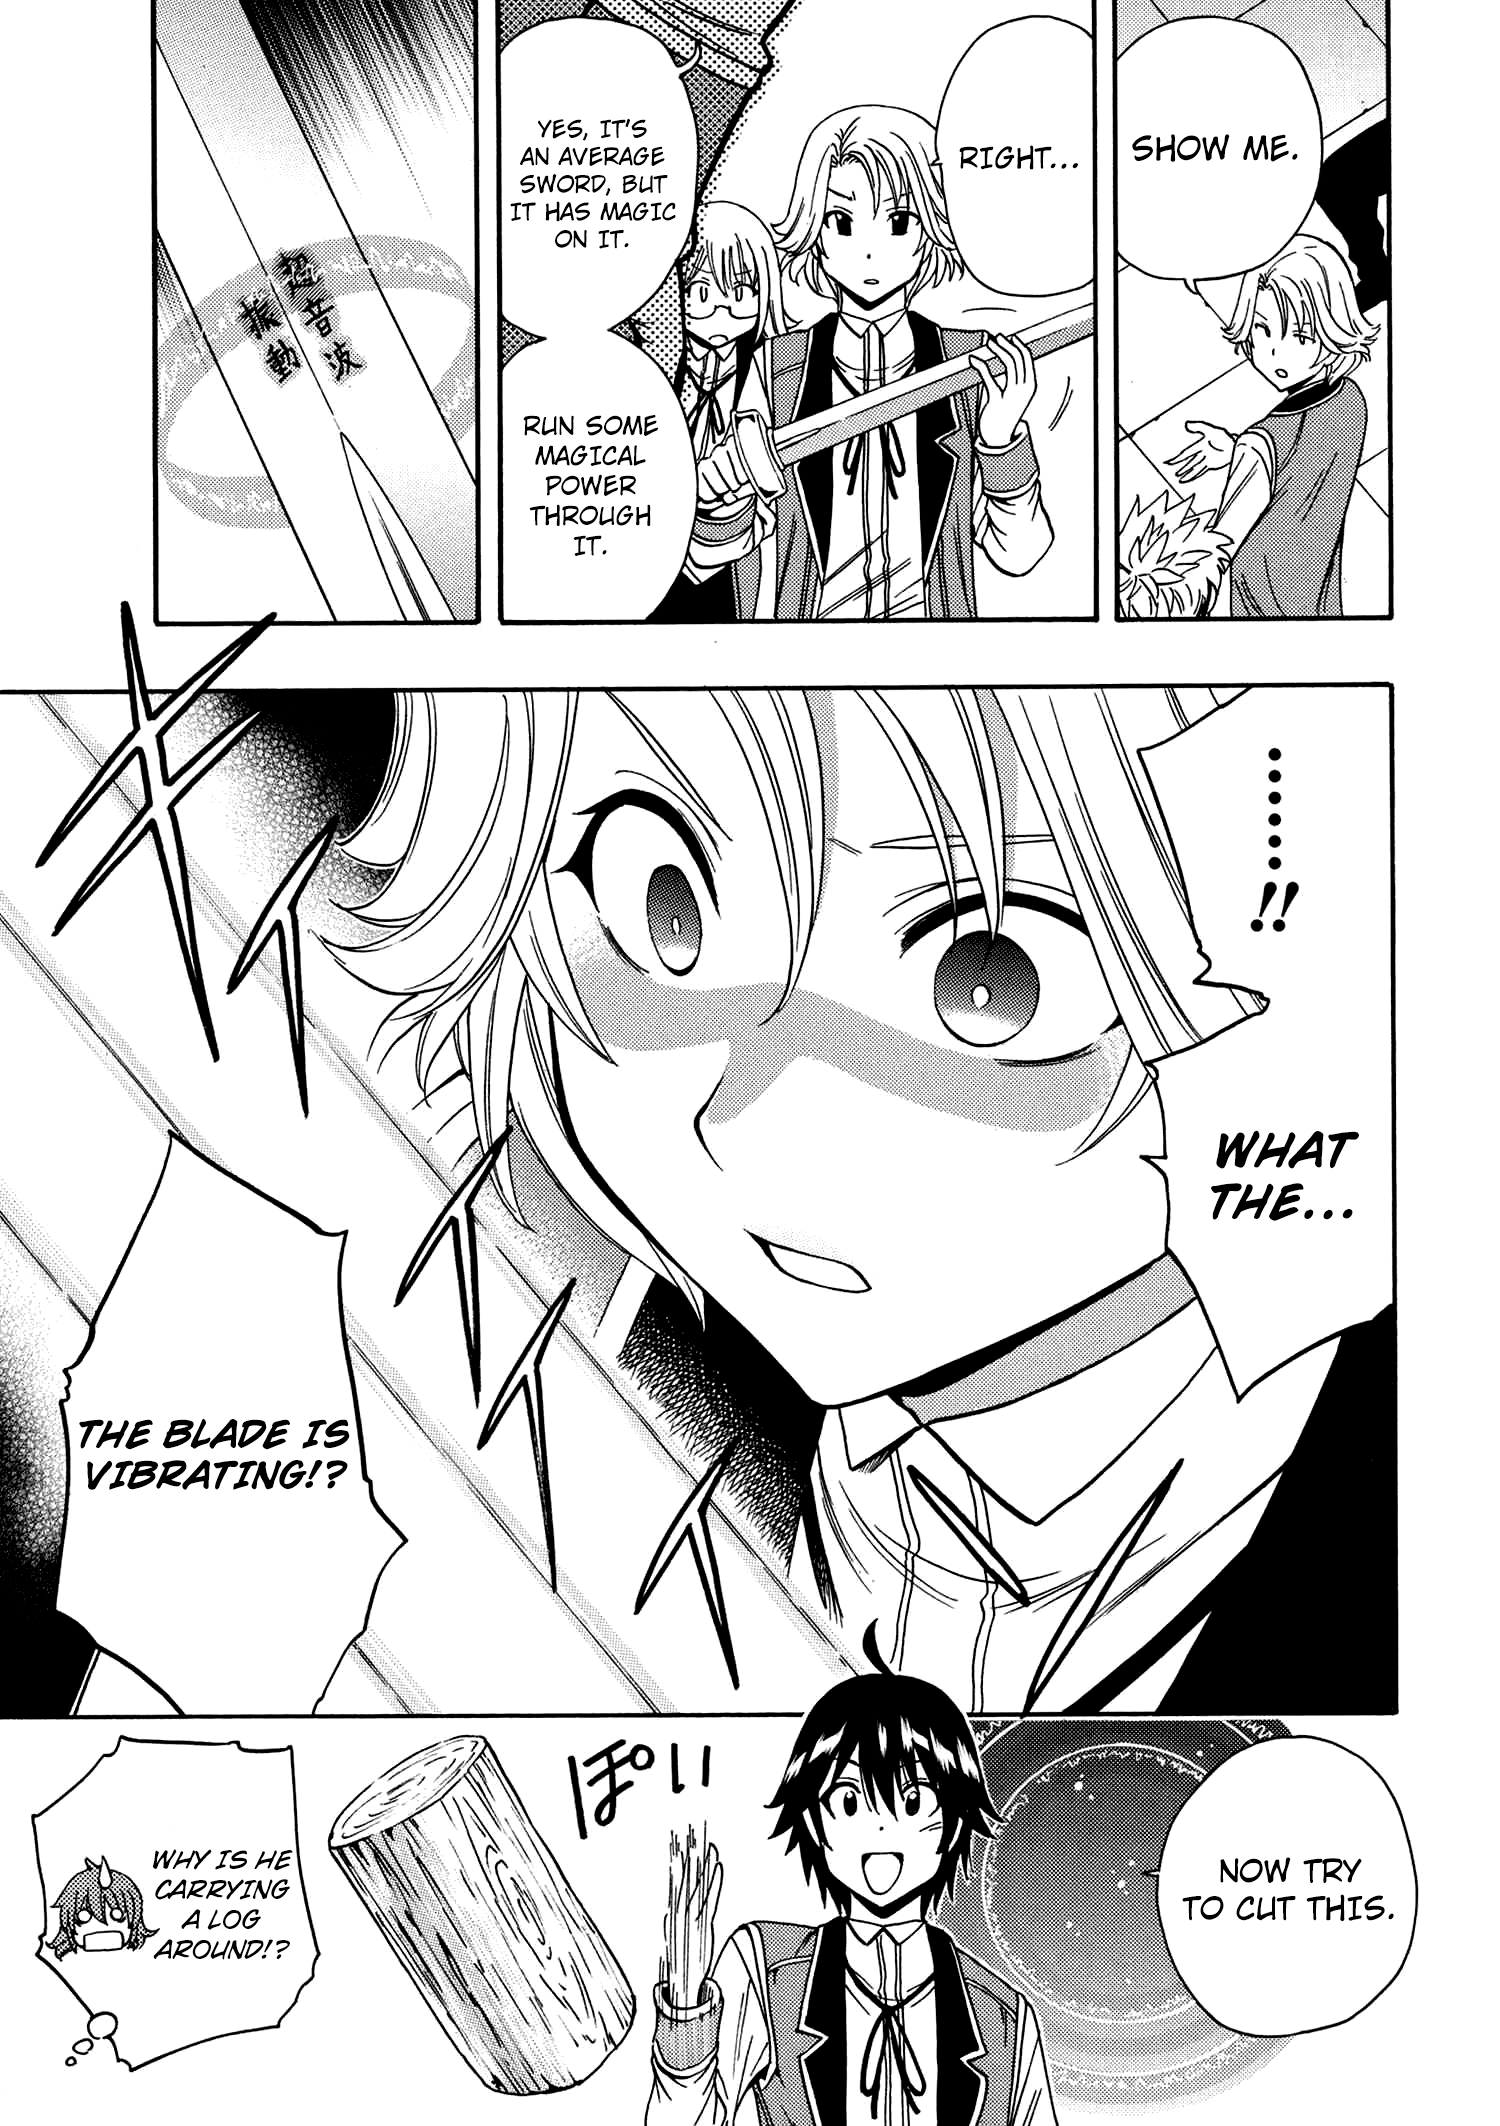 SHOW ME.
RIGHT...
YES, IT'S
AN AVERAGE
SWORD, BUT
IT HAS MAGIC
ON IT.
RUN SOME
MAGICAL
POWER
THROUGH
IT.
超音波
振動
......!!
WHAT
THE...
THE BLADE IS
VIBRATING!?
NOW TRY
TO CUT THIS.
ぽい
WHY IS HE
CARRYING
A LOG
AROUND!?